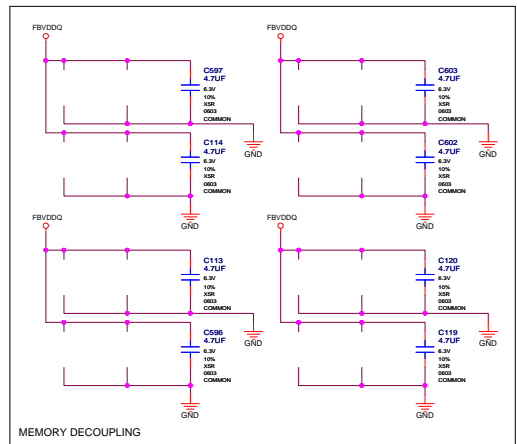 FBVDDQ
C597
4.7UF
6.3V
10%
X5R
0603
COMMON
GND
C114
4.7UF
6.3V
10%
X5R
0603
COMMON
GND
FBVDDQ
C603
4.7UF
6.3V
10%
X5R
0603
COMMON
GND
C602
4.7UF
6.3V
10%
X5R
0603
COMMON
GND
FBVDDQ
C113
4.7UF
6.3V
10%
X5R
0603
COMMON
GND
C596
4.7UF
6.3V
10%
X5R
0603
COMMON
GND
FBVDDQ
C120
4.7UF
6.3V
10%
X5R
0603
COMMON
GND
C119
4.7UF
6.3V
10%
X5R
0603
COMMON
GND
MEMORY DECOUPLING